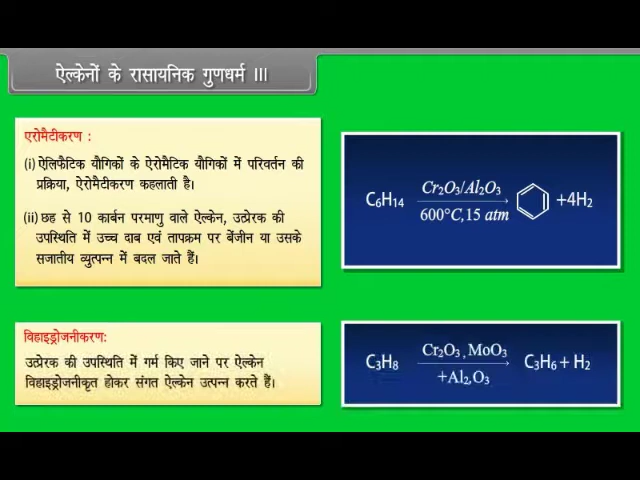 ऐल्केनों के रासायनिक गुणधर्म III
एरोमैटीकरण :
(i) ऐलिफैटिक यौगिकों के ऐरोमैटिक यौगिकों में परिवर्तन की
प्रक्रिया, ऐरोमैटीकरण कहलाती है।
(ii) छह से 10 कार्बन परमाणु वाले ऐल्केन, उत्प्रेरक की
उपस्थिति में उच्च दाब एवं तापक्रम पर बेंजीन या उसके
सजातीय व्युत्पन्न में बदल जाते हैं।
C₆H₁₄ Cr₂O₃/Al₂O₃ +4H₂
600°C,15 atm
विहाइड्रोजनीकरण:
उत्प्रेरक की उपस्थिति में गर्म किए जाने पर ऐल्केन
विहाइड्रोजनीकृत होकर संगत ऐल्केन उत्पन्न करते हैं।
C₃H₈ Cr₂O₃ , MoO₃ C₃H₆ + H₂
+Al₂,O₃